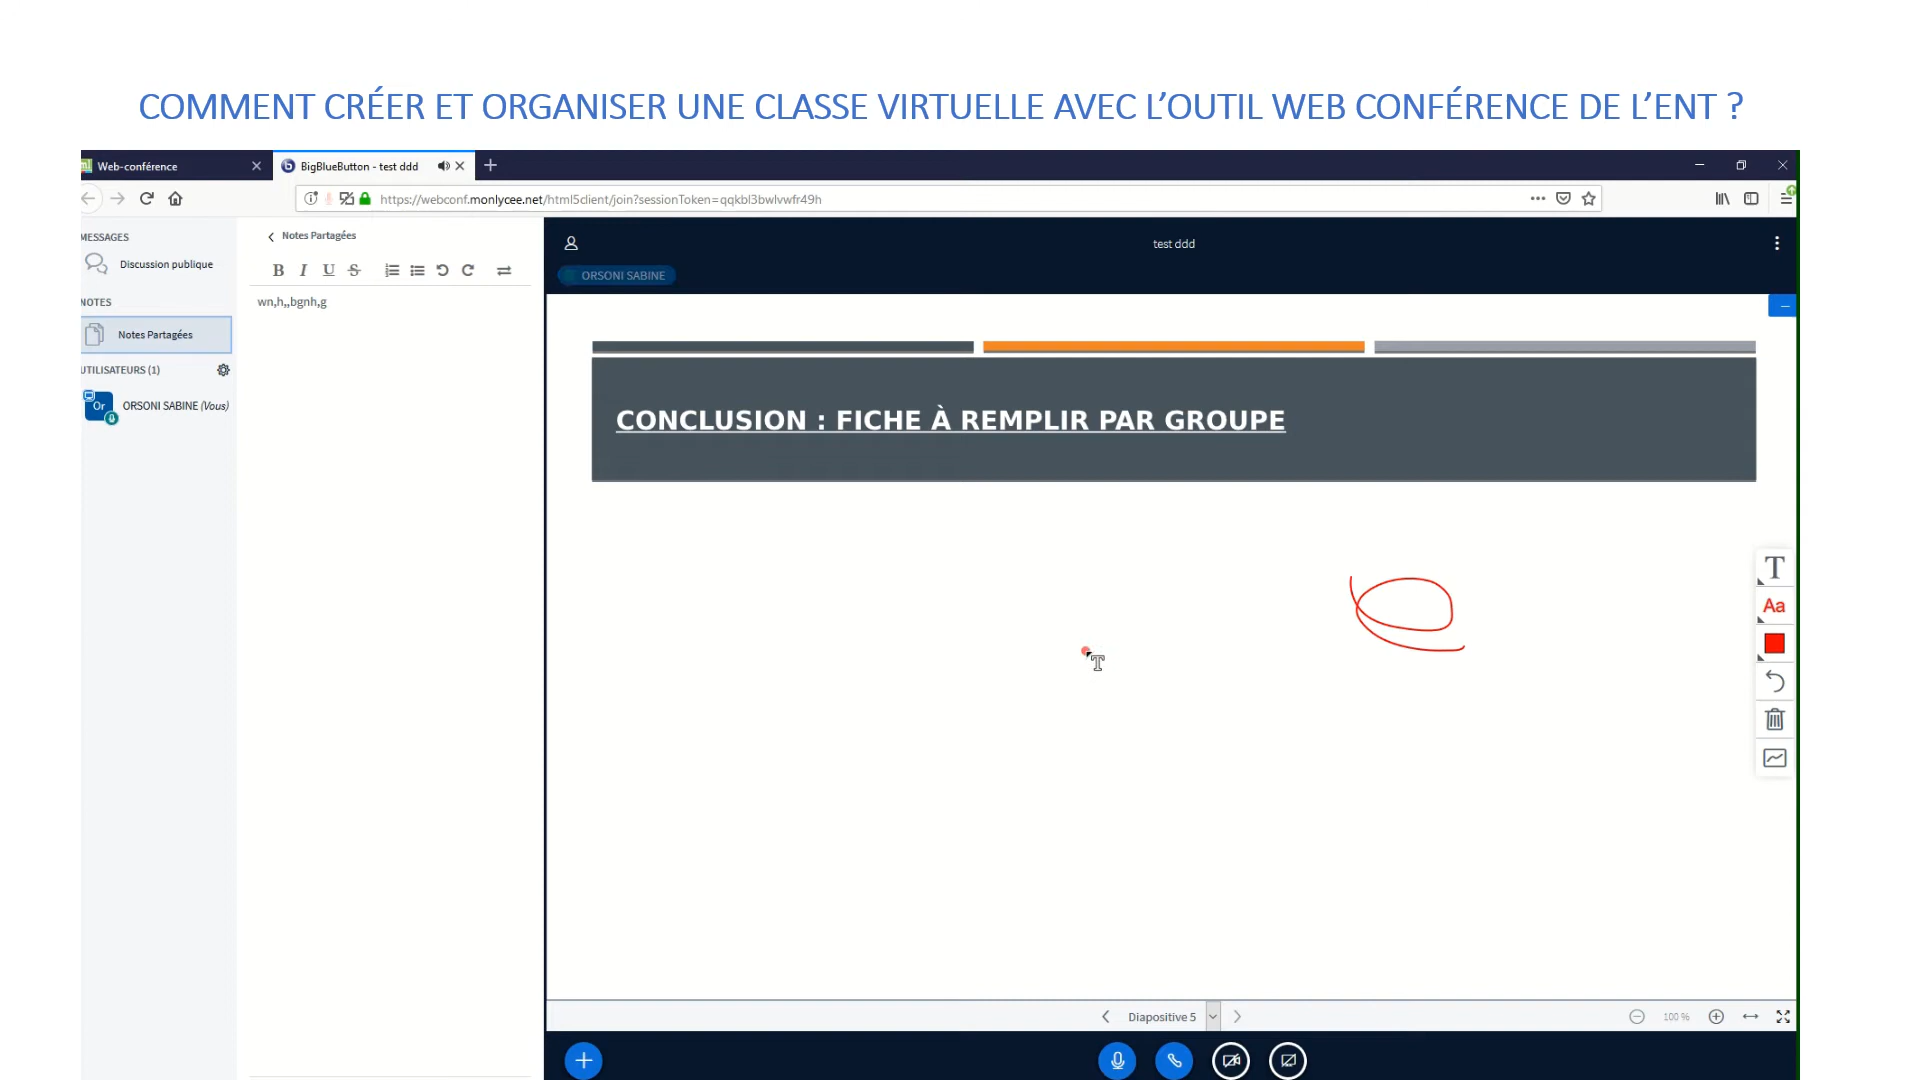 COMMENT CRÉER ET ORGANISER UNE CLASSE VIRTUELLE AVEC L’OUTIL WEB CONFÉRENCE DE L’ENT ?
Web-conférence
BigBlueButton - test ddd
https://webconf.monlycee.net/html5client/join?sessionToken=qqkbl3bwlvwfr49h
MESSAGES
Discussion publique
NOTES
Notes Partagées
UTILISATEURS (1)
Or
ORSONI SABINE (Vous)
Notes Partagées
B I U S
wn,h,,bgnh,g
test ddd
ORSONI SABINE
CONCLUSION : FICHE À REMPLIR PAR GROUPE
T
Aa
Diapositive 5
100 %